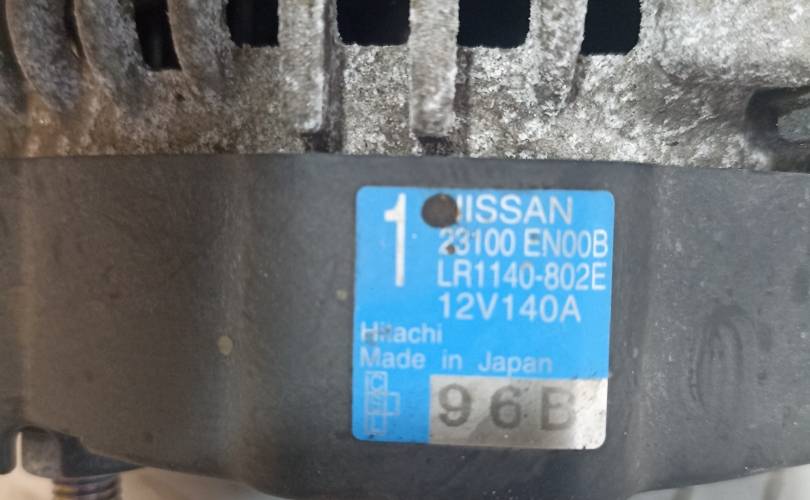 1
NISSAN
23100 EN00B
LR1140-802E
12V140A
Hitachi
Made in Japan
96B